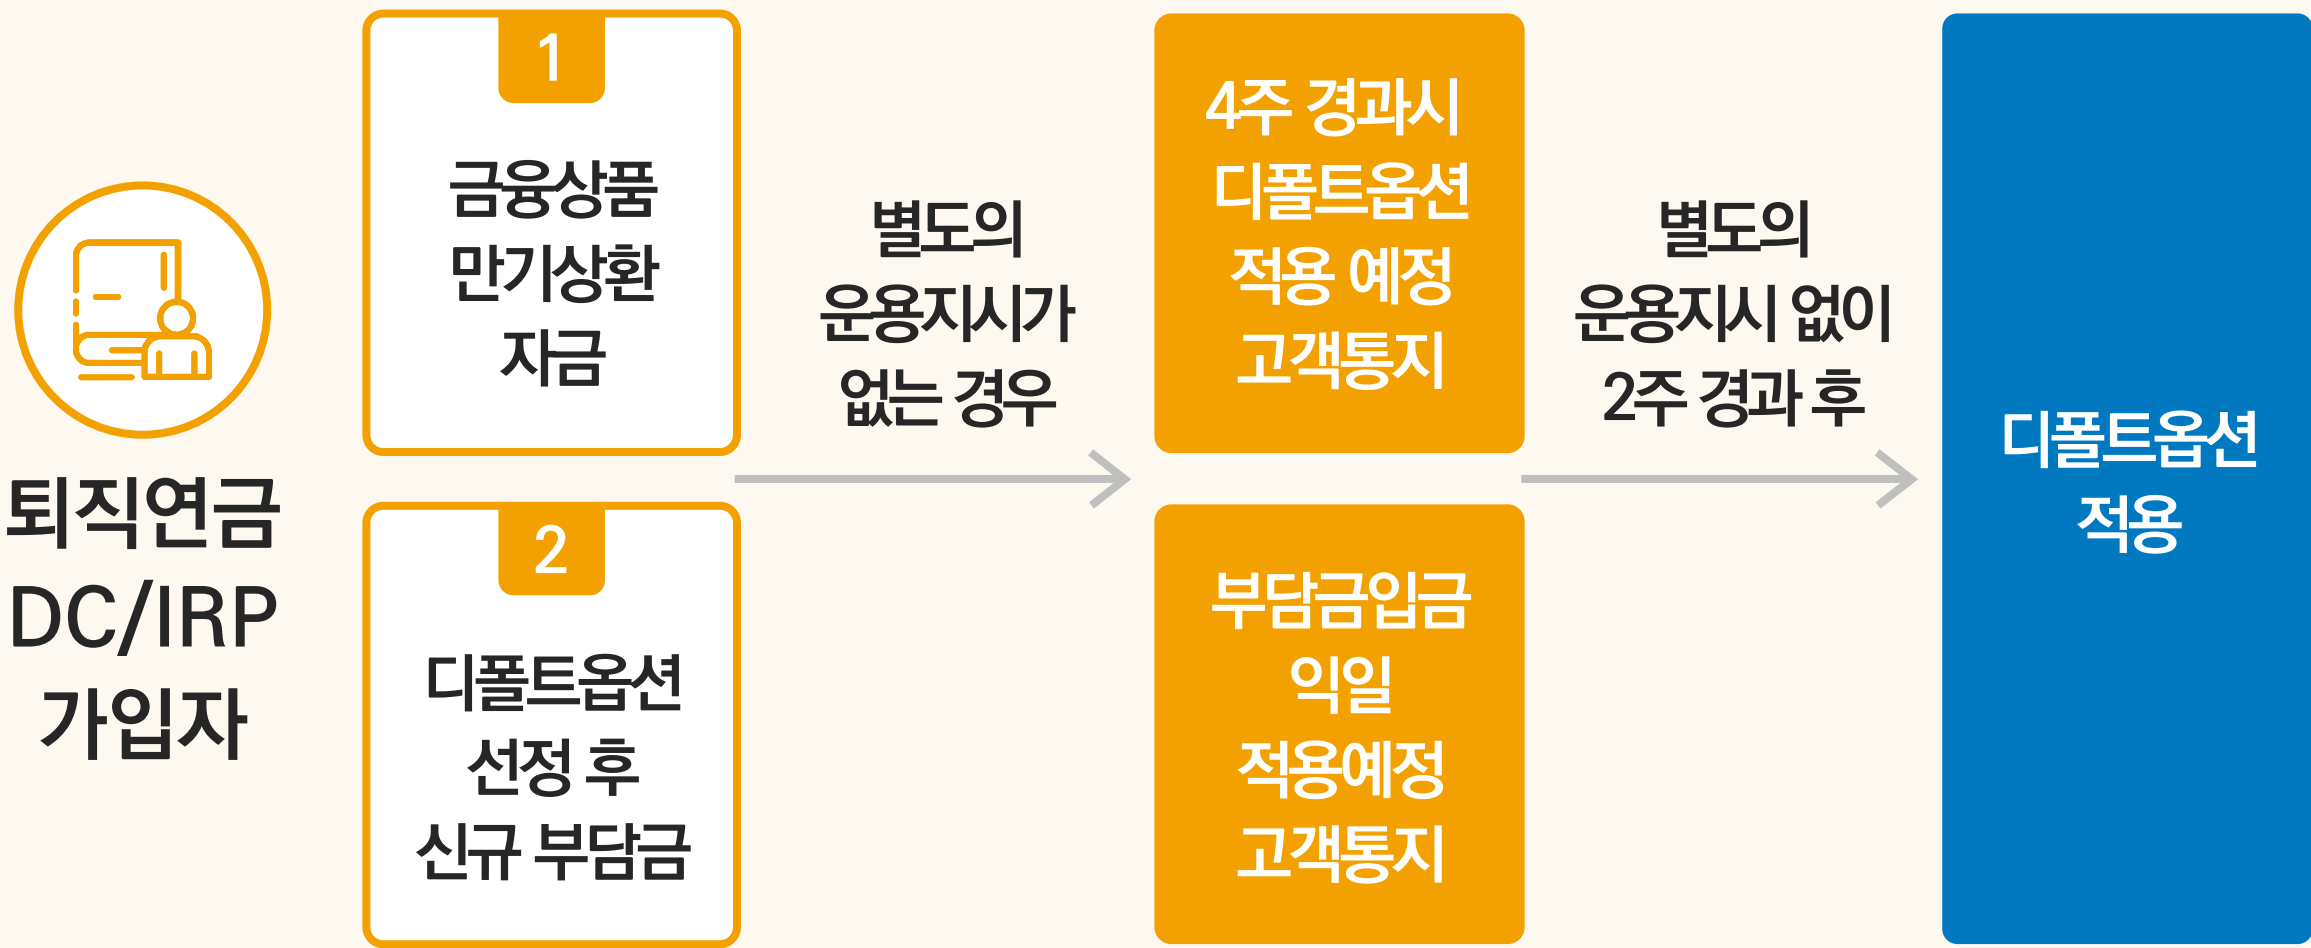 퇴직연금
DC/IRP
가입자
1
금융상품
만기상환
자금
2
디폴트옵션
선정 후
신규 부담금
별도의
운용지시가
없는 경우
4주 경과시
디폴트옵션
적용 예정
고객통지
부담금입금
익일
적용예정
고객통지
별도의
운용지시 없이
2주 경과 후
디폴트옵션
적용